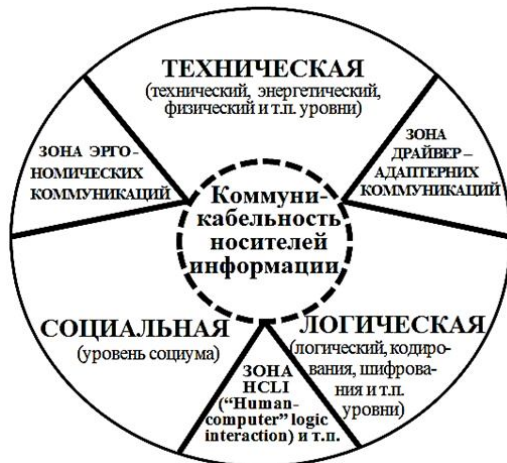 ТЕХНИЧЕСКАЯ
(технический, энергетический,
физический и т.п. уровни)
ЗОНА ЭРГО-
НОМИЧЕСКИХ
КОММУНИКАЦИЙ
ЗОНА
ДРАЙВЕР–
АДАПТЕРНИХ
КОММУНИКАЦИЙ
Коммуни-
кабельность
носителей
информации
СОЦИАЛЬНАЯ
(уровень социума)
ЛОГИЧЕСКАЯ
(логический, кодиро-
вания, шифрова-
ния и т.п.
уровни)
ЗОНА
HCLI
(“Human-
computer” logic
interaction) и т.п.